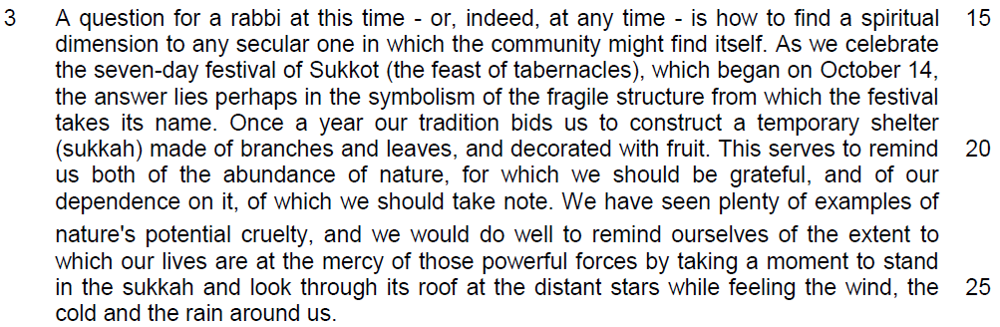 3 A question for a rabbi at this time - or, indeed, at any time - is how to find a spiritual 15
dimension to any secular one in which the community might find itself. As we celebrate
the seven-day festival of Sukkot (the feast of tabernacles), which began on October 14,
the answer lies perhaps in the symbolism of the fragile structure from which the festival
takes its name. Once a year our tradition bids us to construct a temporary shelter
(sukkah) made of branches and leaves, and decorated with fruit. This serves to remind 20
us both of the abundance of nature, for which we should be grateful, and of our
dependence on it, of which we should take note. We have seen plenty of examples of
nature's potential cruelty, and we would do well to remind ourselves of the extent to
which our lives are at the mercy of those powerful forces by taking a moment to stand
in the sukkah and look through its roof at the distant stars while feeling the wind, the 25
cold and the rain around us.